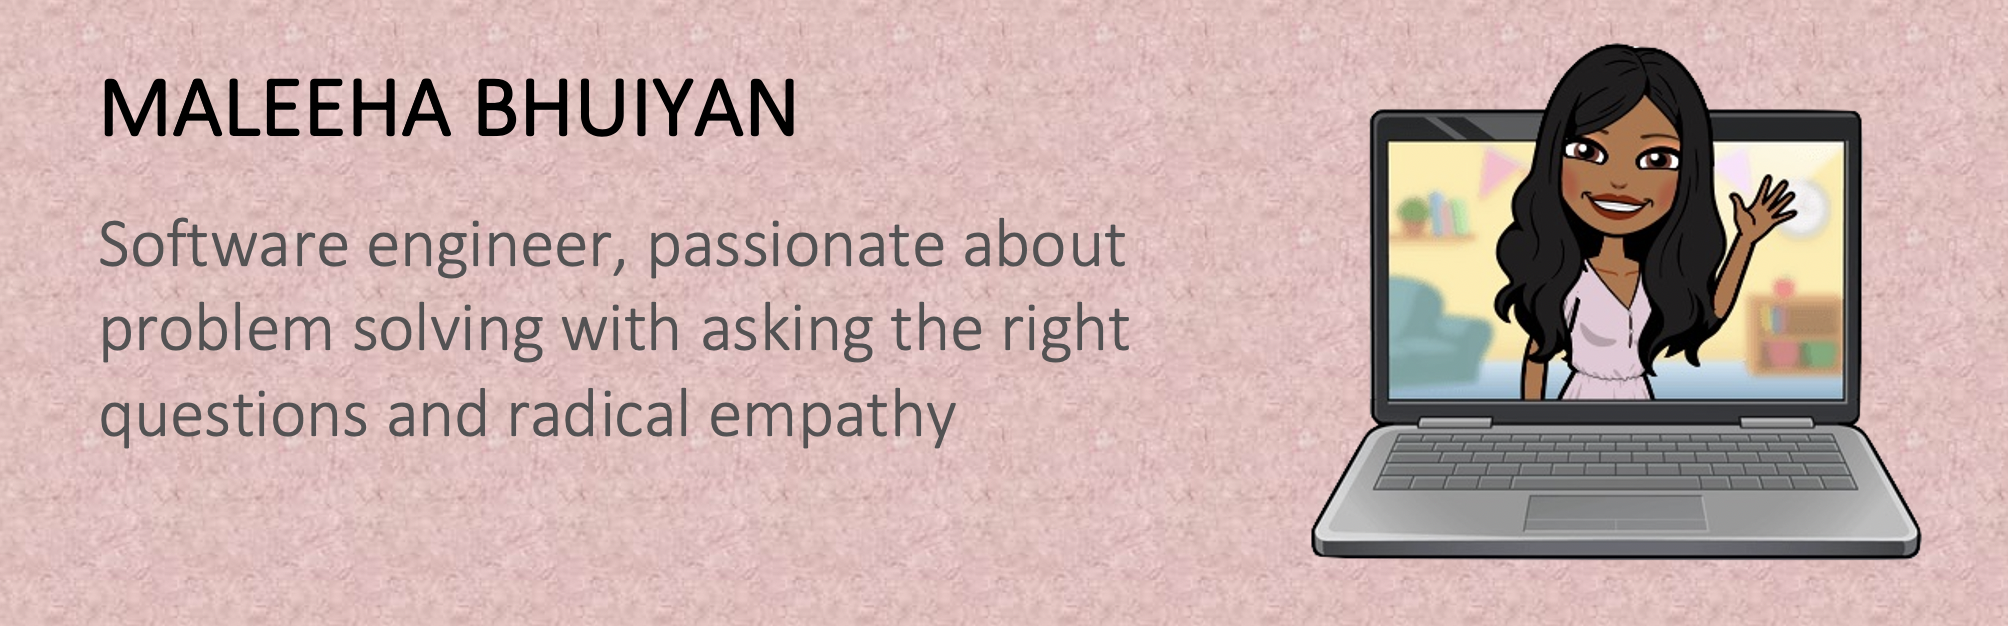 MALEEHA BHUIYAN
Software engineer, passionate about
problem solving with asking the right
questions and radical empathy